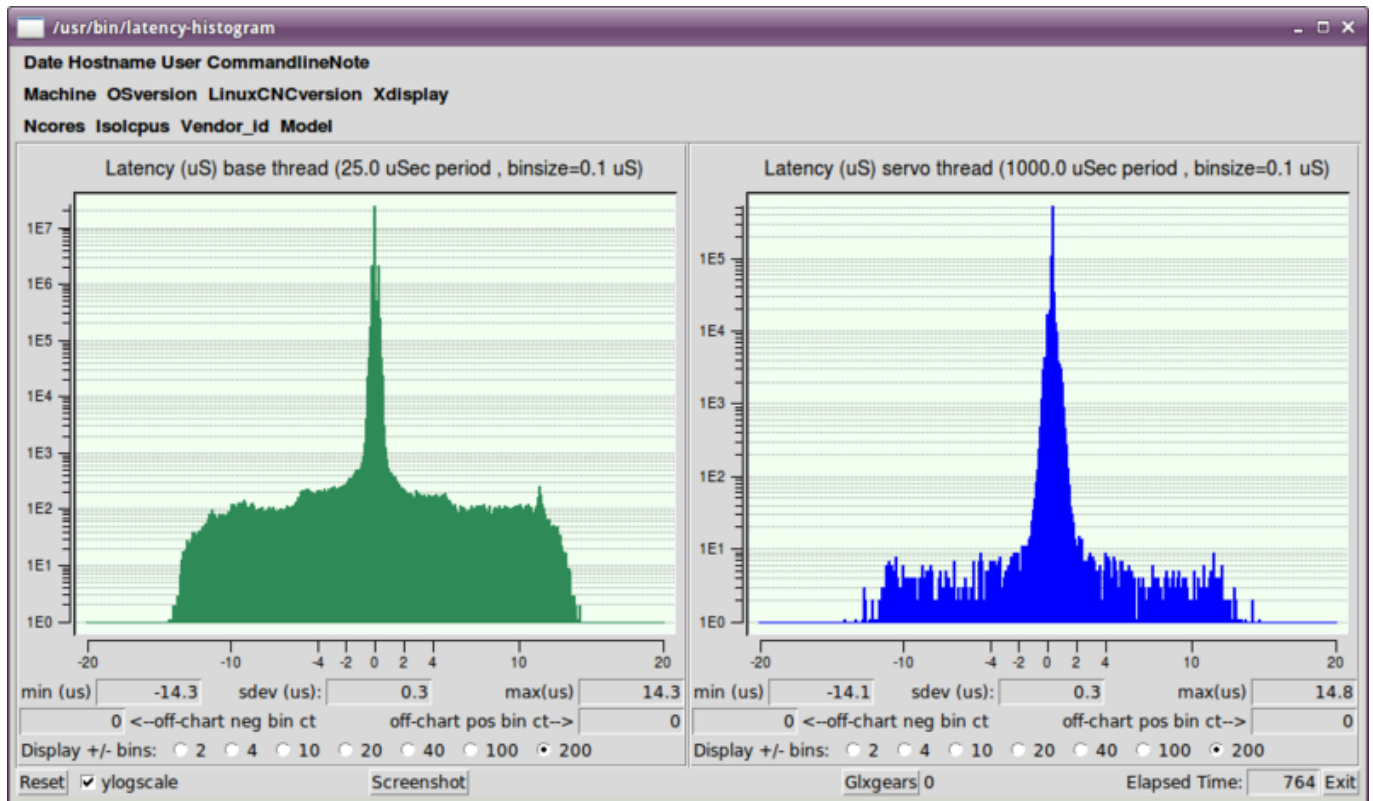 /usr/bin/latency-histogram
Date Hostname User CommandlineNote
Machine OSversion LinuxCNCversion Xdisplay
Ncores Isolcpus Vendor_id Model
Latency (uS) base thread (25.0 uSec period , binsize=0.1 uS)
1E7
1E6
1E5
1E4
1E3
1E2
1E1
1E0
-20 -10 -4 -2 0 2 4 10 20
min (us) -14.3 sdev (us): 0.3 max(us) 14.3
0 <--off-chart neg bin ct off-chart pos bin ct--> 0
Display +/- bins: 2 4 10 20 40 100 200
Latency (uS) servo thread (1000.0 uSec period , binsize=0.1 uS)
1E5
1E4
1E3
1E2
1E1
1E0
-20 -10 -4 -2 0 2 4 10 20
min (us) -14.1 sdev (us): 0.3 max(us) 14.8
0 <--off-chart neg bin ct off-chart pos bin ct--> 0
Display +/- bins: 2 4 10 20 40 100 200
Reset ylogscale Screenshot Glxgears 0 Elapsed Time: 764 Exit